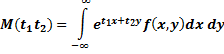 M(t₁t₂) = ∫_{-∞}^{∞} e^{t₁x+t₂y} f(x,y)dx dy